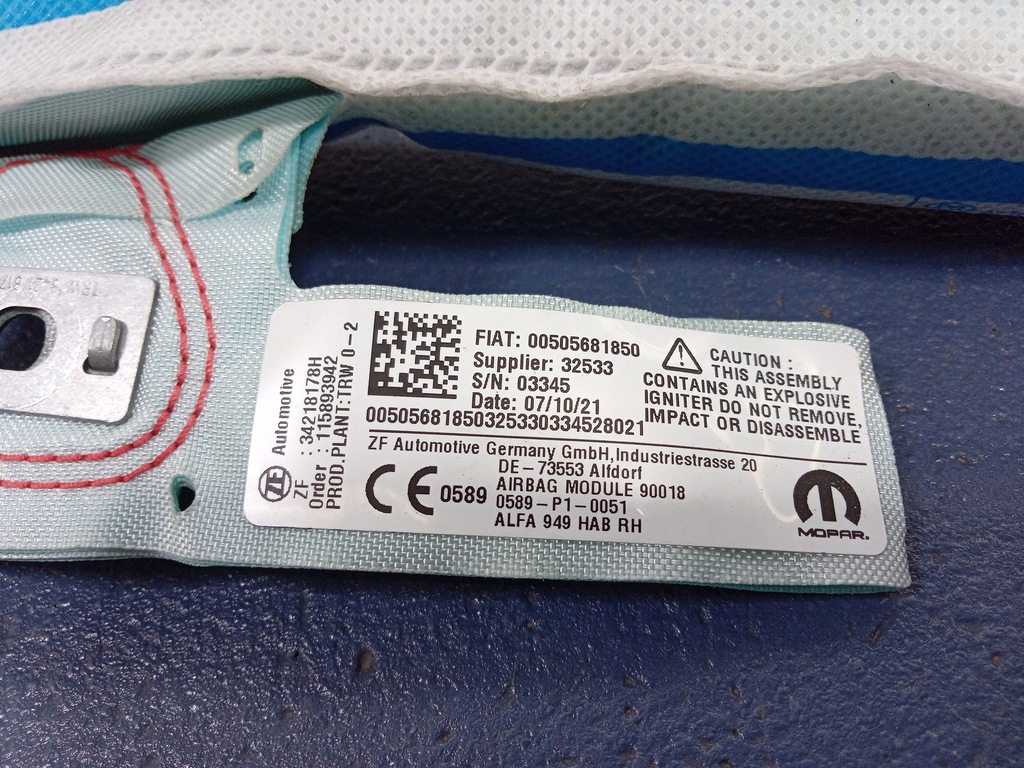 FIAT: 00505681850
Supplier: 32533
S/N: 03345
Date: 07/10/21
00505681850325330334528021
CAUTION :
THIS ASSEMBLY
CONTAINS AN EXPLOSIVE
IGNITER DO NOT REMOVE,
IMPACT OR DISASSEMBLE
ZF Automotive Germany GmbH, Industriestrasse 20
DE-73553 Alfdorf
AIRBAG MODULE 90018
0589-P1-0051
ALFA 949 HAB RH
CE 0589
MOPAR.
ZF Automotive
ZF : 34218178H
Order : 115893942
PROD.PLANT:TRW 0-2